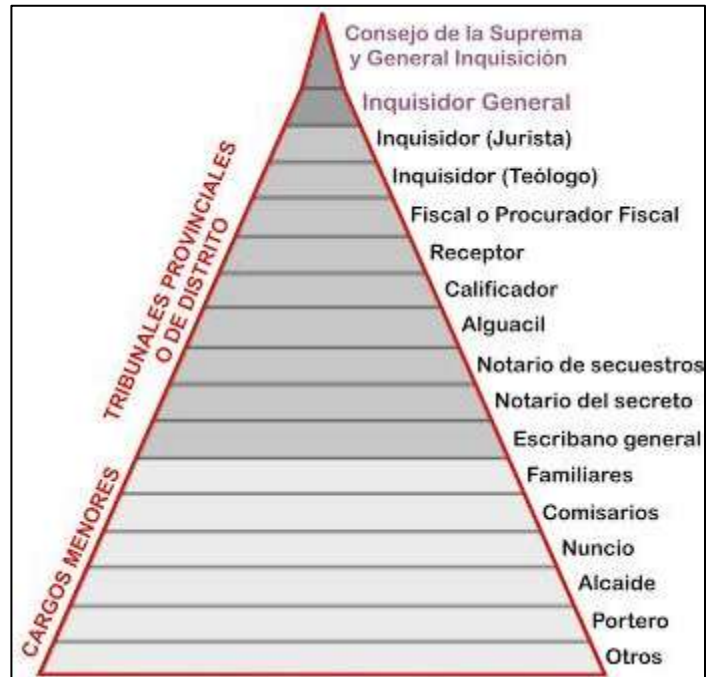 Consejo de la Suprema
y General Inquisición
Inquisidor General
Inquisidor (Jurista)
Inquisidor (Teólogo)
Fiscal o Procurador Fiscal
Receptor
Calificador
Alguacil
Notario de secuestros
Notario del secreto
Escribano general
Familiares
Comisarios
Nuncio
Alcaide
Portero
Otros
TRIBUNALES PROVINCIALES
O DE DISTRITO
CARGOS MENORES